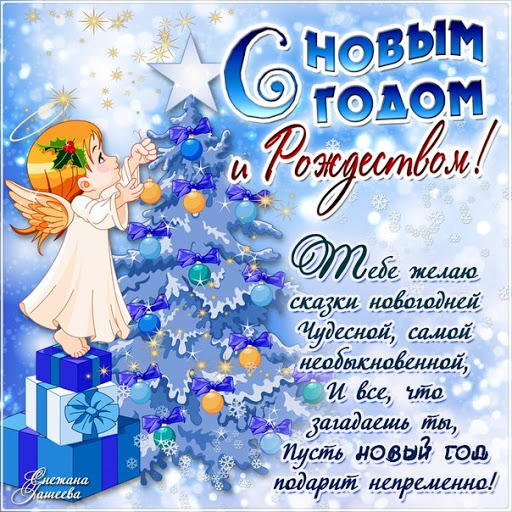 С НОВЫМ
ГОДОМ
и Рождеством!
Тебе желаю
сказки новогодней
Чудесной, самой
необыкновенной,
И все, что
загадаешь ты,
Пусть НОВЫЙ ГОД
подарит непременно!
Снежана
Ташеева